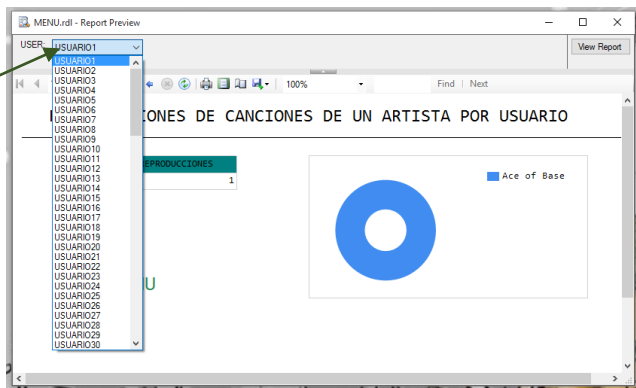 MENU.rdl - Report Preview
USER:
USUARIO1
View Report
100%
Find | Next
USUARIO1
USUARIO2
USUARIO3
USUARIO4
USUARIO5
USUARIO6
USUARIO7
USUARIO8
USUARIO9
USUARIO10
USUARIO11
USUARIO12
USUARIO13
USUARIO14
USUARIO15
USUARIO16
USUARIO17
USUARIO18
USUARIO19
USUARIO20
USUARIO21
USUARIO22
USUARIO23
USUARIO24
USUARIO25
USUARIO26
USUARIO27
USUARIO28
USUARIO29
USUARIO30
IONES DE CANCIONES DE UN ARTISTA POR USUARIO
EPRODUCCIONES
1
Ace of Base
U